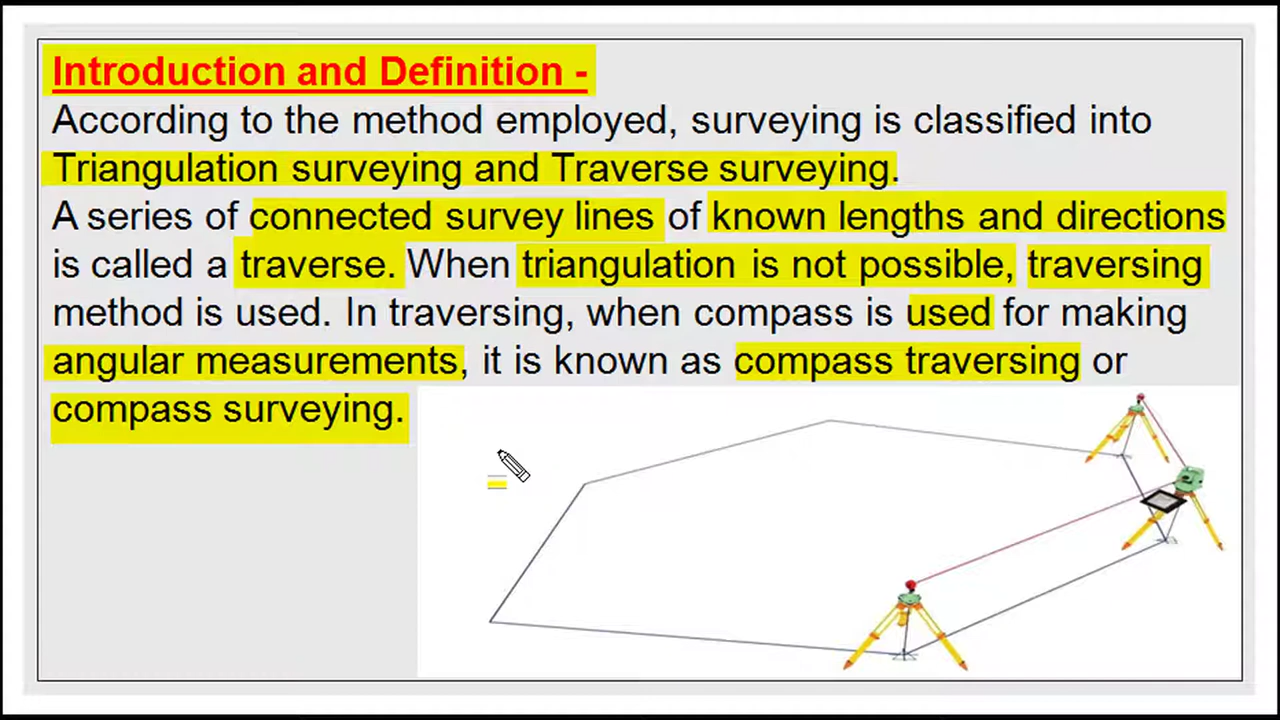 Introduction and Definition -
According to the method employed, surveying is classified into
Triangulation surveying and Traverse surveying.
A series of connected survey lines of known lengths and directions
is called a traverse. When triangulation is not possible, traversing
method is used. In traversing, when compass is used for making
angular measurements, it is known as compass traversing or
compass surveying.